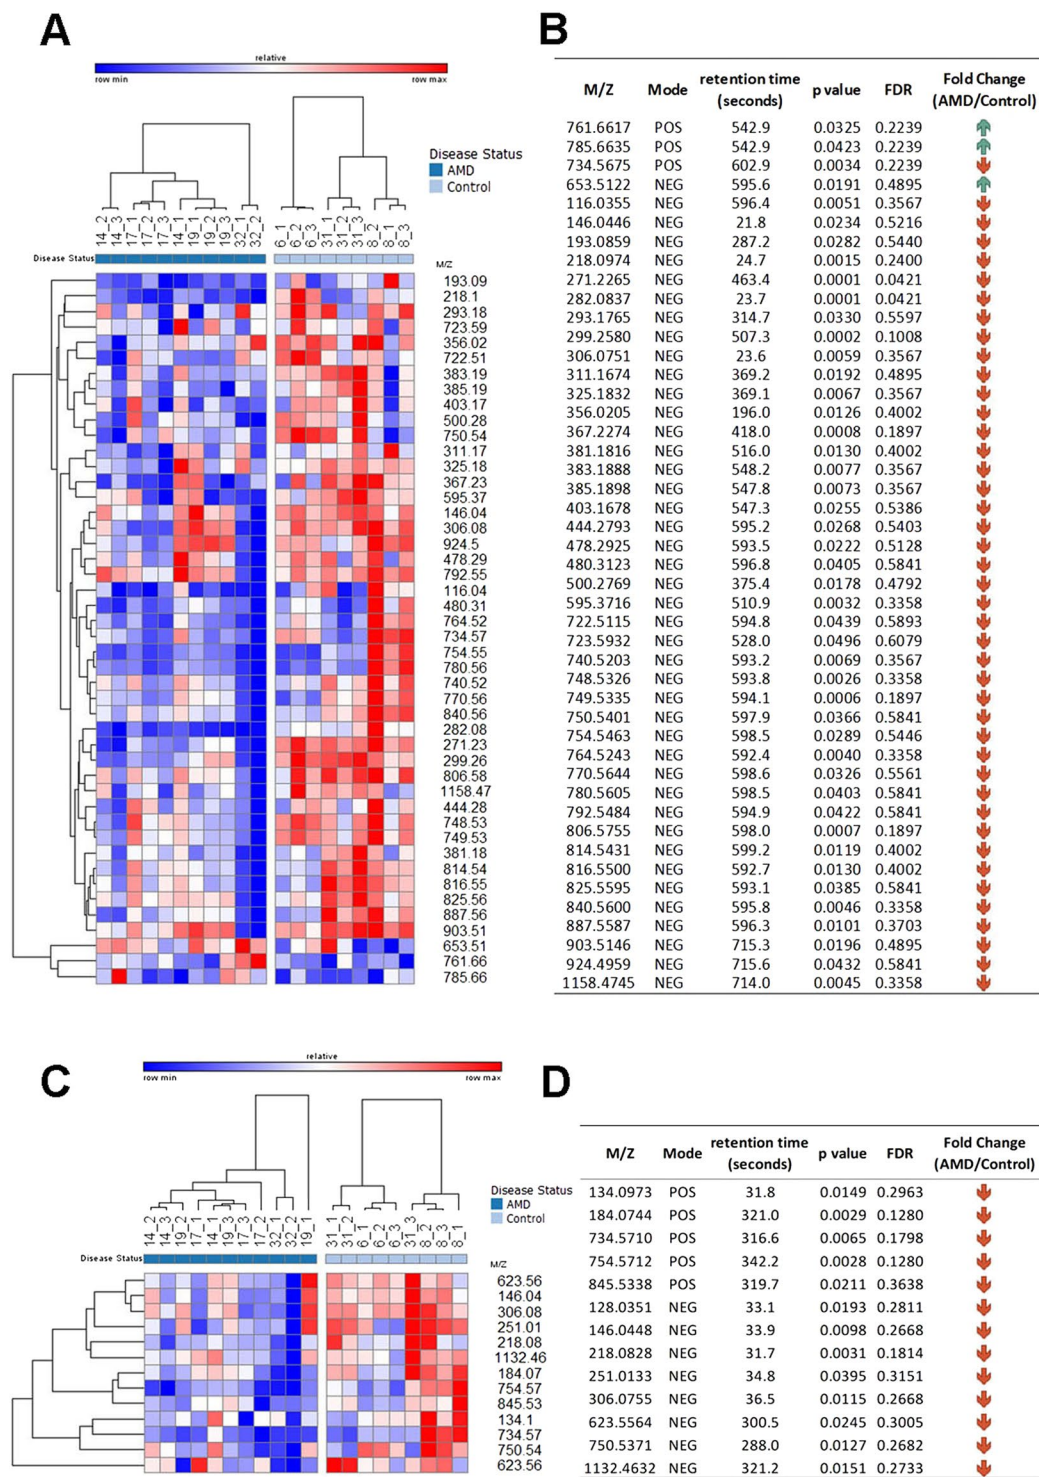 A
relative
row min row max
Disease Status
AMD
Control
14_2 14_3 17_1 17_2 17_3 14_1 19_1 19_2 19_3 32_1 32_2 6_1 6_2 6_3 31_1 31_2 31_3 8_2 8_1 8_3
Disease Status
M/Z
193.09
218.1
293.18
723.59
356.02
722.51
383.19
385.19
403.17
500.28
750.54
311.17
325.18
367.23
595.37
146.04
306.08
924.5
478.29
792.55
116.04
480.31
764.52
734.57
754.55
780.56
740.52
770.56
840.56
282.08
271.23
299.26
806.58
1158.47
444.28
748.53
749.53
381.18
814.54
816.55
825.56
887.56
903.51
653.51
761.66
785.66
B
M/Z Mode retention time (seconds) p value FDR Fold Change (AMD/Control)
761.6617 POS 542.9 0.0325 0.2239
785.6635 POS 542.9 0.0423 0.2239
734.5675 POS 602.9 0.0034 0.2239
653.5122 NEG 595.6 0.0191 0.4895
116.0355 NEG 596.4 0.0051 0.3567
146.0446 NEG 21.8 0.0234 0.5216
193.0859 NEG 287.2 0.0282 0.5440
218.0974 NEG 24.7 0.0015 0.2400
271.2265 NEG 463.4 0.0001 0.0421
282.0837 NEG 23.7 0.0001 0.0421
293.1765 NEG 314.7 0.0330 0.5597
299.2580 NEG 507.3 0.0002 0.1008
306.0751 NEG 23.6 0.0059 0.3567
311.1674 NEG 369.2 0.0192 0.4895
325.1832 NEG 369.1 0.0067 0.3567
356.0205 NEG 196.0 0.0126 0.4002
367.2274 NEG 418.0 0.0008 0.1897
381.1816 NEG 516.0 0.0130 0.4002
383.1888 NEG 548.2 0.0077 0.3567
385.1898 NEG 547.8 0.0073 0.3567
403.1678 NEG 547.3 0.0255 0.5386
444.2793 NEG 595.2 0.0268 0.5403
478.2925 NEG 593.5 0.0222 0.5128
480.3123 NEG 596.8 0.0405 0.5841
500.2769 NEG 375.4 0.0178 0.4792
595.3716 NEG 510.9 0.0032 0.3358
722.5115 NEG 594.8 0.0439 0.5893
723.5932 NEG 528.0 0.0496 0.6079
740.5203 NEG 593.2 0.0069 0.3567
748.5326 NEG 593.8 0.0026 0.3358
749.5335 NEG 594.1 0.0006 0.1897
750.5401 NEG 597.9 0.0366 0.5841
754.5463 NEG 598.5 0.0289 0.5446
764.5243 NEG 592.4 0.0040 0.3358
770.5644 NEG 598.6 0.0326 0.5561
780.5605 NEG 598.5 0.0403 0.5841
792.5484 NEG 594.9 0.0422 0.5841
806.5755 NEG 598.0 0.0007 0.1897
814.5431 NEG 599.2 0.0119 0.4002
816.5500 NEG 592.7 0.0130 0.4002
825.5595 NEG 593.1 0.0385 0.5841
840.5600 NEG 595.8 0.0046 0.3358
887.5587 NEG 596.3 0.0101 0.3703
903.5146 NEG 715.3 0.0196 0.4895
924.4959 NEG 715.6 0.0432 0.5841
1158.4745 NEG 714.0 0.0045 0.3358
C
relative
row min row max
Disease Status
AMD
Control
14_2 14_3 19_2 17_1 14_1 19_3 17_3 17_2 32_1 32_2 19_1 31_1 31_2 6_1 6_2 6_3 31_3 8_2 8_3 8_1
Disease Status
M/Z
623.56
146.04
306.08
251.01
218.08
1132.46
184.07
754.57
845.53
134.1
734.57
750.54
623.56
D
M/Z Mode retention time (seconds) p value FDR Fold Change (AMD/Control)
134.0973 POS 31.8 0.0149 0.2963
184.0744 POS 321.0 0.0029 0.1280
734.5710 POS 316.6 0.0065 0.1798
754.5712 POS 342.2 0.0028 0.1280
845.5338 POS 319.7 0.0211 0.3638
128.0351 NEG 33.1 0.0193 0.2811
146.0448 NEG 33.9 0.0098 0.2668
218.0828 NEG 31.7 0.0031 0.1814
251.0133 NEG 34.8 0.0395 0.3151
306.0755 NEG 36.5 0.0115 0.2668
623.5564 NEG 300.5 0.0245 0.3005
750.5371 NEG 288.0 0.0127 0.2682
1132.4632 NEG 321.2 0.0151 0.2733